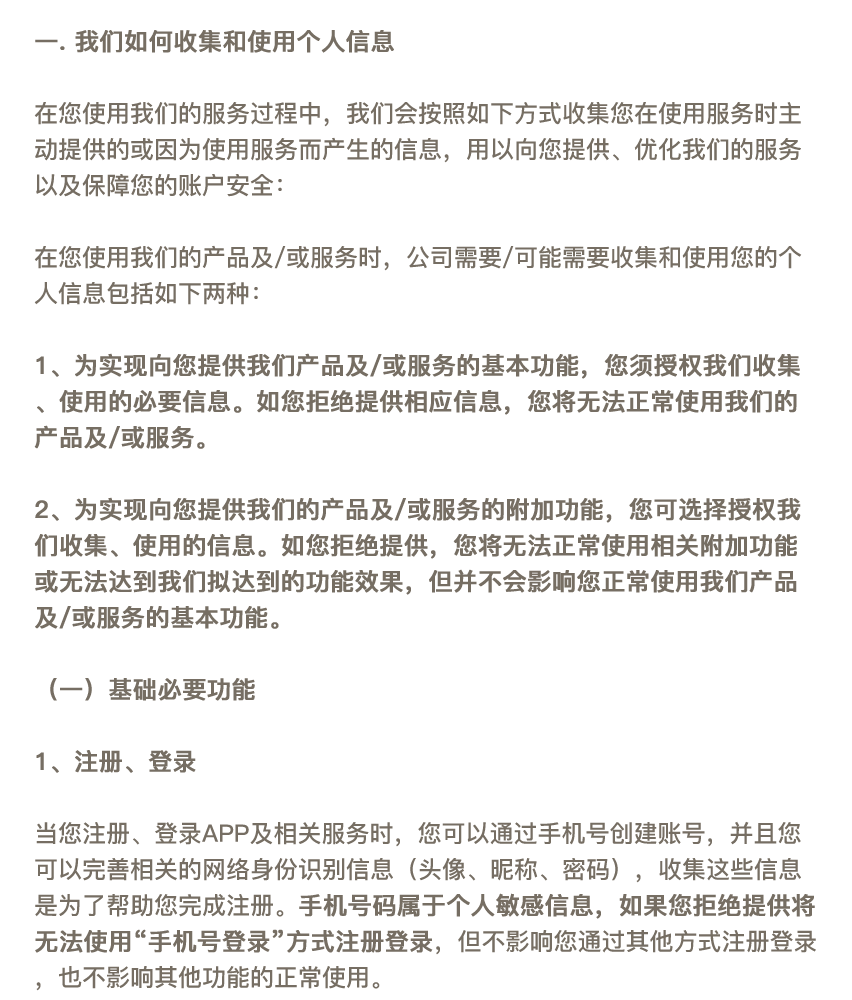 一. 我们如何收集和使用个人信息
在您使用我们的服务过程中，我们会按照如下方式收集您在使用服务时主
动提供的或因为使用服务而产生的信息，用以向您提供、优化我们的服务
以及保障您的账户安全：
在您使用我们的产品及/或服务时，公司需要/可能需要收集和使用您的个
人信息包括如下两种：
1、为实现向您提供我们产品及/或服务的基本功能，您须授权我们收集
、使用的必要信息。如您拒绝提供相应信息，您将无法正常使用我们的
产品及/或服务。
2、为实现向您提供我们的产品及/或服务的附加功能，您可选择授权我
们收集、使用的信息。如您拒绝提供，您将无法正常使用相关附加功能
或无法达到我们拟达到的功能效果，但并不会影响您正常使用我们产品
及/或服务的基本功能。
（一）基础必要功能
1、注册、登录
当您注册、登录APP及相关服务时，您可以通过手机号创建账号，并且您
可以完善相关的网络身份识别信息（头像、昵称、密码），收集这些信息
是为了帮助您完成注册。手机号码属于个人敏感信息，如果您拒绝提供将
无法使用“手机号登录”方式注册登录，但不影响您通过其他方式注册登录
，也不影响其他功能的正常使用。